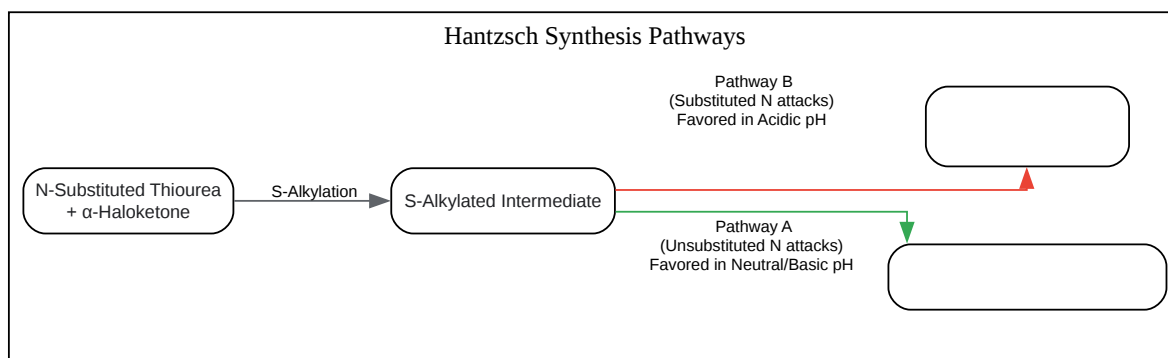 Hantzsch Synthesis Pathways
Pathway B
(Substituted N attacks)
Favored in Acidic pH
N-Substituted Thiourea
+ α-Haloketone
S-Alkylation
S-Alkylated Intermediate
Pathway A
(Unsubstituted N attacks)
Favored in Neutral/Basic pH